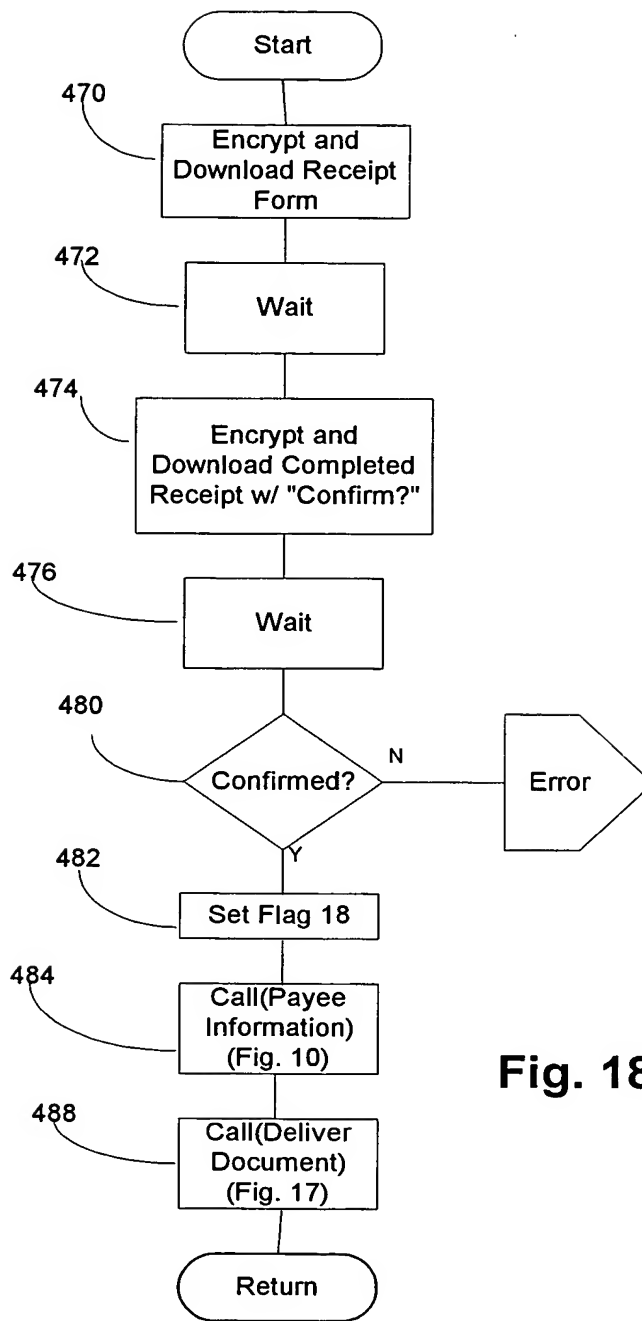 Start
470
Encrypt and
Download Receipt
Form
472
Wait
474
Encrypt and
Download Completed
Receipt w/ "Confirm?"
476
Wait
480
Confirmed?
N
Error
Y
482
Set Flag 18
484
Call(Payee
Information)
(Fig. 10)
Fig. 18
488
Call(Deliver
Document)
(Fig. 17)
Return